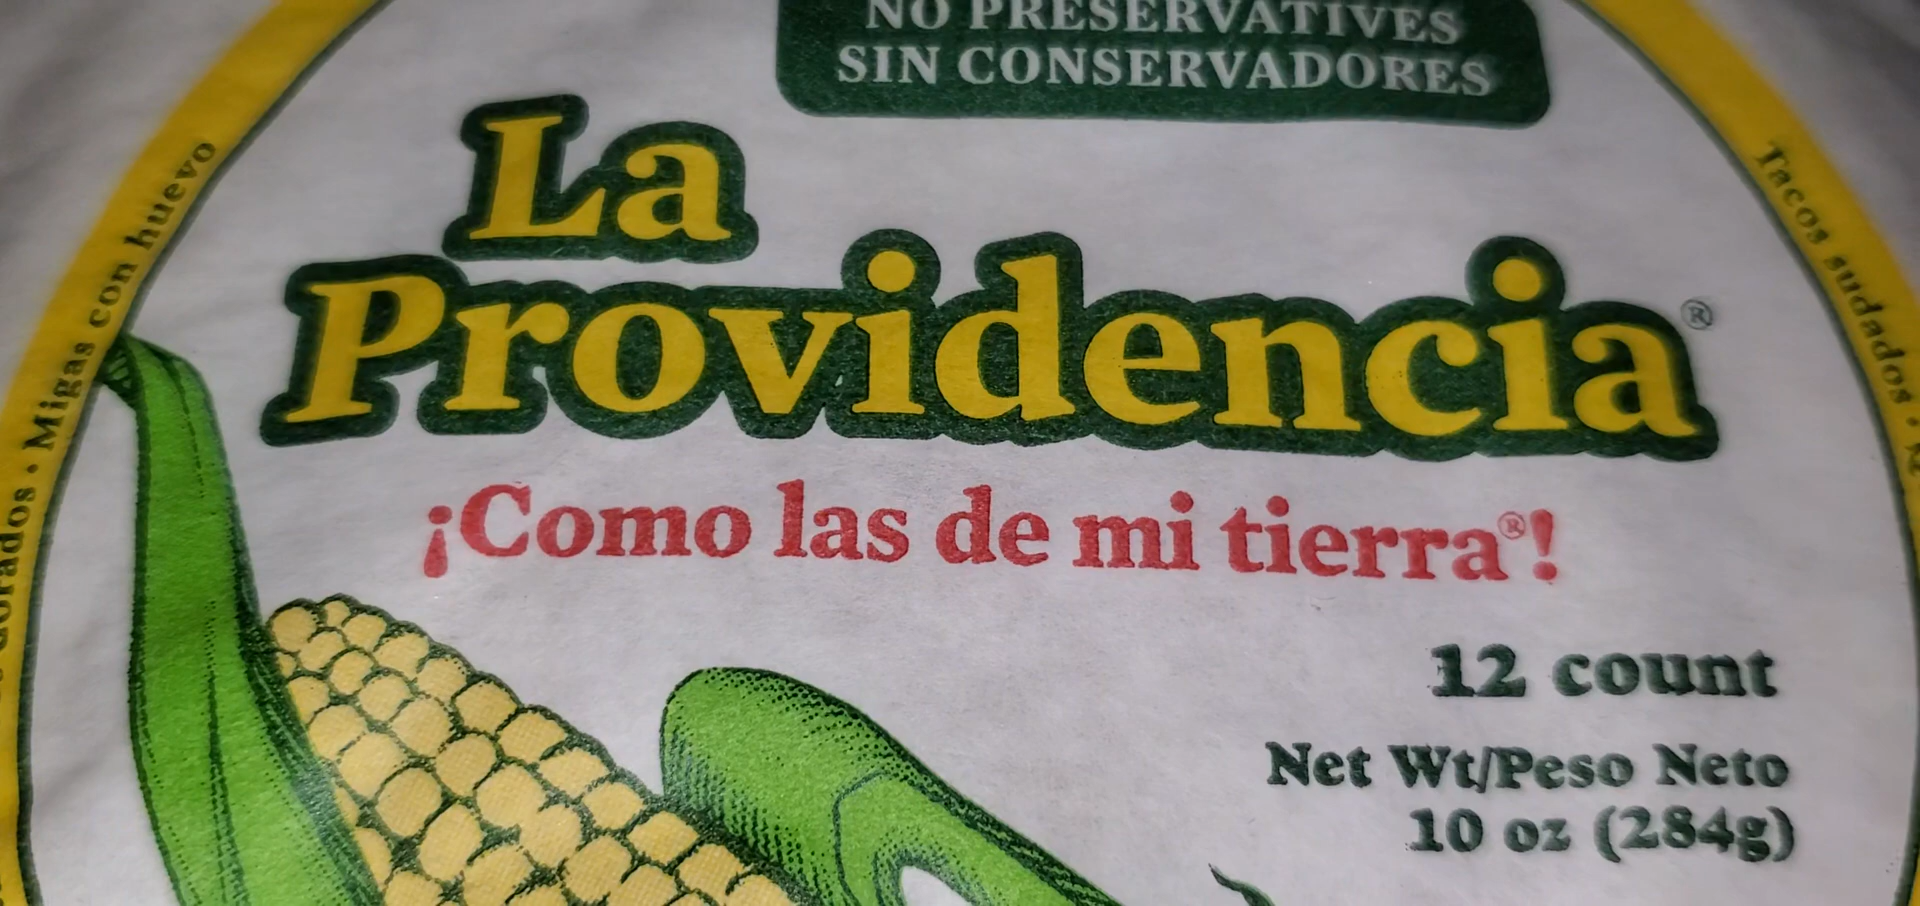 NO PRESERVATIVES
SIN CONSERVADORES
La
Providencia®
¡Como las de mi tierra®!
12 count
Net Wt/Peso Neto
10 oz (284g)
dorados • Migas con huevo
Tacos sudados •